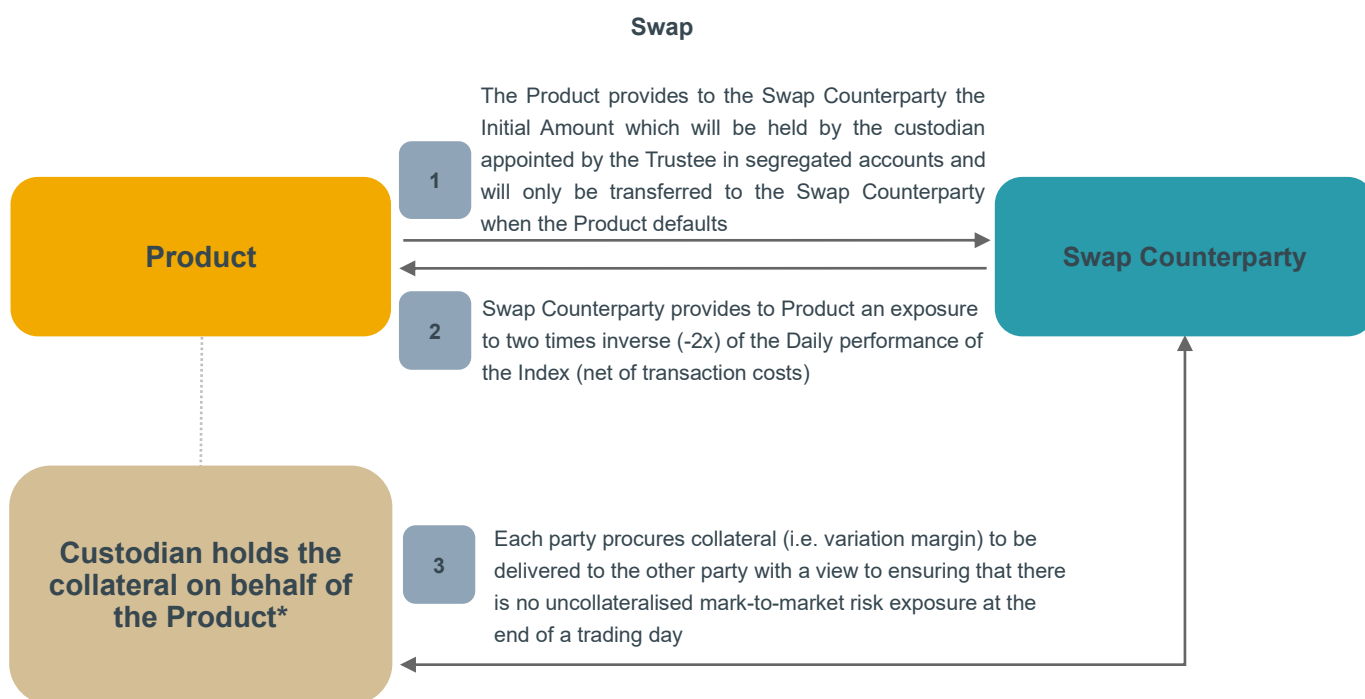 Swap
The Product provides to the Swap Counterparty the
Initial Amount which will be held by the custodian
appointed by the Trustee in segregated accounts and
will only be transferred to the Swap Counterparty
when the Product defaults
1
Product
Swap Counterparty
2
Swap Counterparty provides to Product an exposure
to two times inverse (-2x) of the Daily performance of
the Index (net of transaction costs)
Custodian holds the
collateral on behalf of
the Product*
3
Each party procures collateral (i.e. variation margin) to be
delivered to the other party with a view to ensuring that there
is no uncollateralised mark-to-market risk exposure at the
end of a trading day